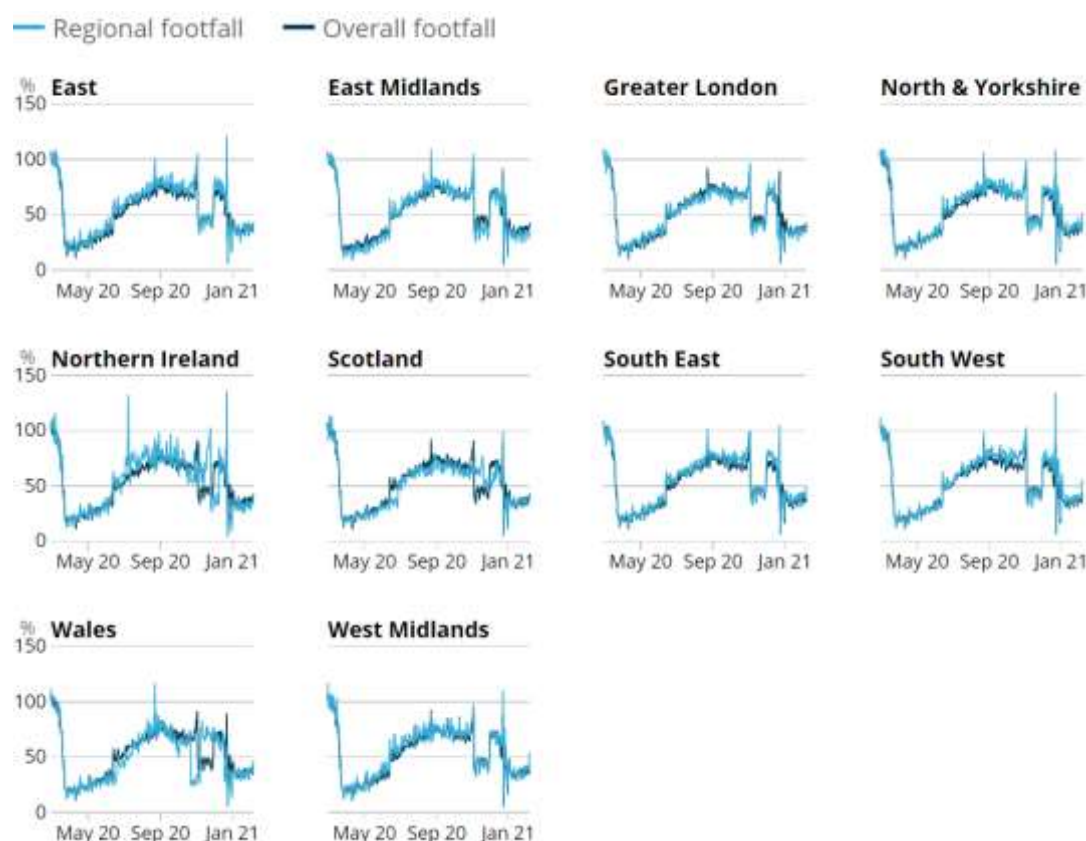 Regional footfall Overall footfall
% East East Midlands Greater London North & Yorkshire
150
100
50
0
May 20 Sep 20 Jan 21 May 20 Sep 20 Jan 21 May 20 Sep 20 Jan 21 May 20 Sep 20 Jan 21
% Northern Ireland Scotland South East South West
150
100
50
0
May 20 Sep 20 Jan 21 May 20 Sep 20 Jan 21 May 20 Sep 20 Jan 21 May 20 Sep 20 Jan 21
% Wales West Midlands
150
100
50
0
May 20 Sep 20 Jan 21 May 20 Sep 20 Jan 21